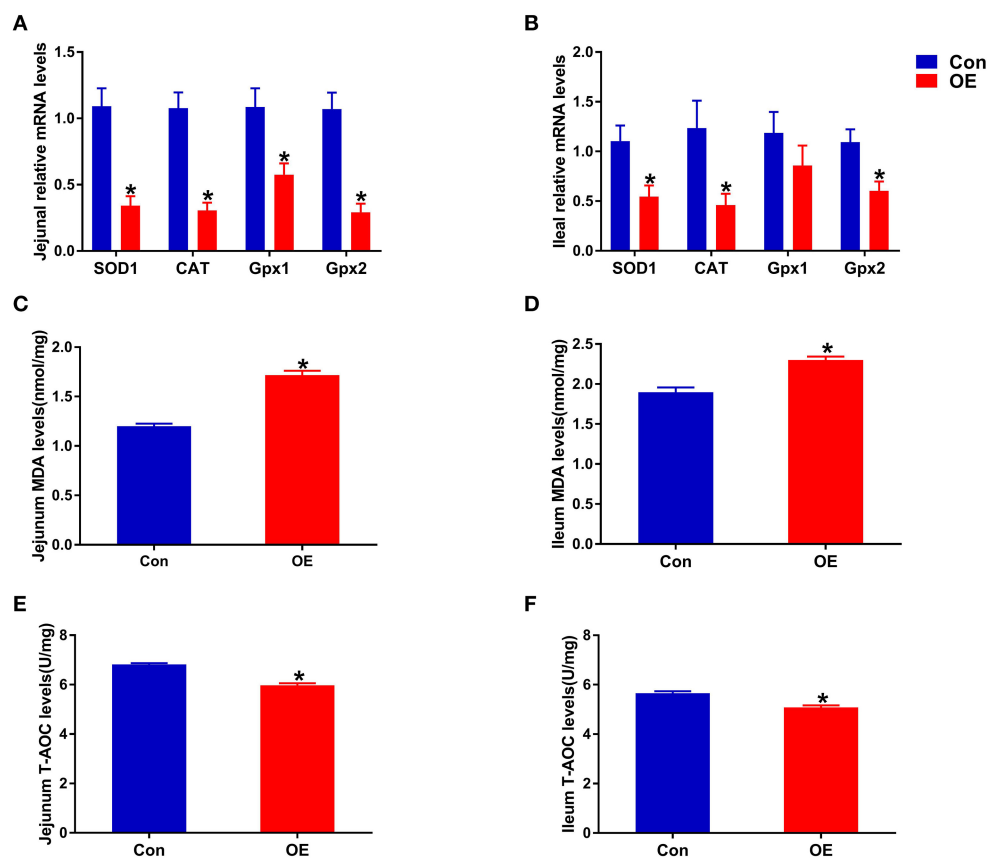 A
Jejunal relative mRNA levels
1.5
1.0
0.5
0.0
* * * *
SOD1 CAT Gpx1 Gpx2
B
Ileal relative mRNA levels
2.0
1.5
1.0
0.5
0.0
* * *
SOD1 CAT Gpx1 Gpx2
Con
OE
C
Jejunum MDA levels(nmol/mg)
2.0
1.5
1.0
0.5
0.0
*
Con OE
D
Ileum MDA levels(nmol/mg)
2.5
2.0
1.5
1.0
0.5
0.0
*
Con OE
E
Jejunum T-AOC levels(U/mg)
8
6
4
2
0
*
Con OE
F
Ileum T-AOC levels(U/mg)
8
6
4
2
0
*
Con OE